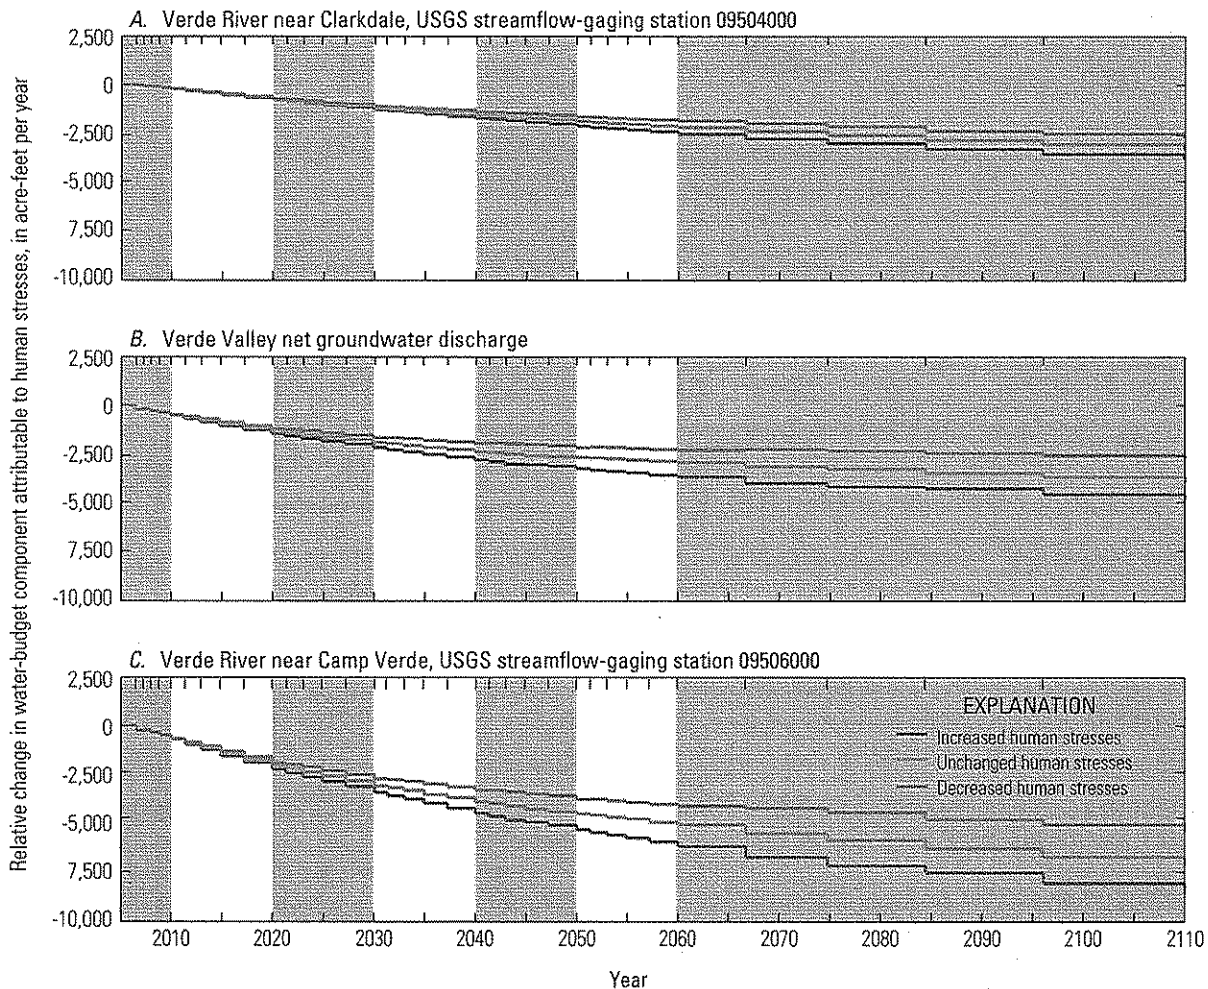 A. Verde River near Clarkdale, USGS streamflow-gaging station 09504000
2,500
0
-2,500
-5,000
7,500
-10,000
B. Verde Valley net groundwater discharge
2,500
0
-2,500
-5,000
7,500
-10,000
C. Verde River near Camp Verde, USGS streamflow-gaging station 09506000
2,500
0
-2,500
-5,000
7,500
-10,000
EXPLANATION
Increased human stresses
Unchanged human stresses
Decreased human stresses
2010 2020 2030 2040 2050 2060 2070 2080 2090 2100 2110
Year
Relative change in water-budget component attributable to human stresses, in acre-feet per year